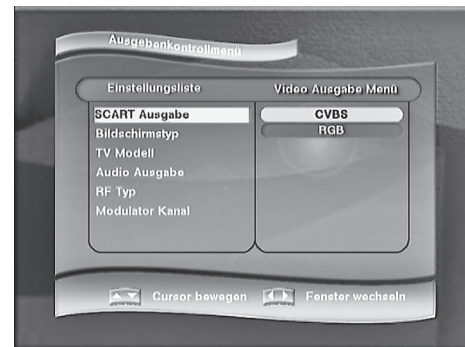 Ausgebenkontrollmenü
Einstellungsliste
Video Ausgabe Menü
SCART Ausgabe
Bildschirmstyp
TV Modell
Audio Ausgabe
RF Typ
Modulator Kanal
CVBS
RGB
Cursor bewegen
Fenster wechseln